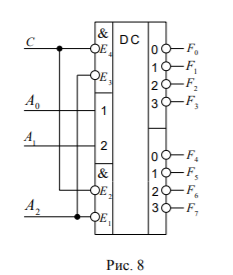 & DC
C E₄ 0 F₀
E₃ 1 F₁
2 F₂
A₀ 1 3 F₃
A₁ 2
& 0 F₄
E₂ 1 F₅
2 F₆
A₂ E₁ 3 F₇
Рис. 8